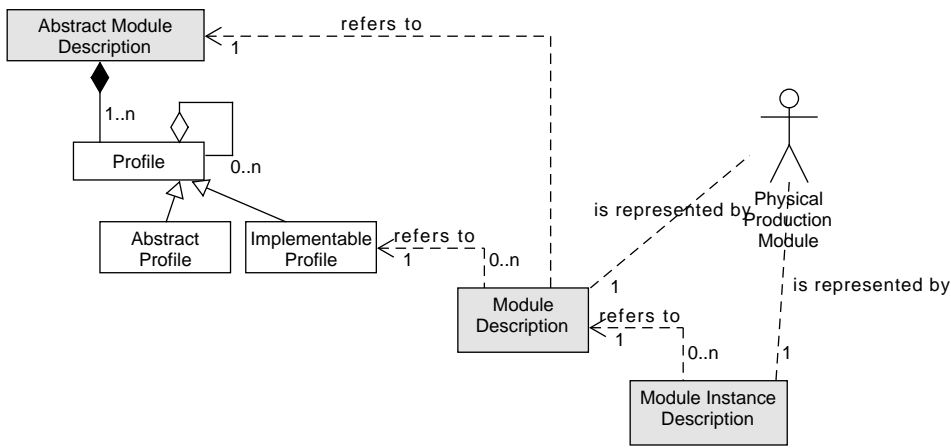 Abstract Module
Description
refers to
1
1..n
0..n
Profile
Abstract
Profile
Implementable
Profile
refers to
1
0..n
is represented by
Physical
Production
Module
1
Module
Description
refers to
1
0..n
is represented by
1
Module Instance
Description